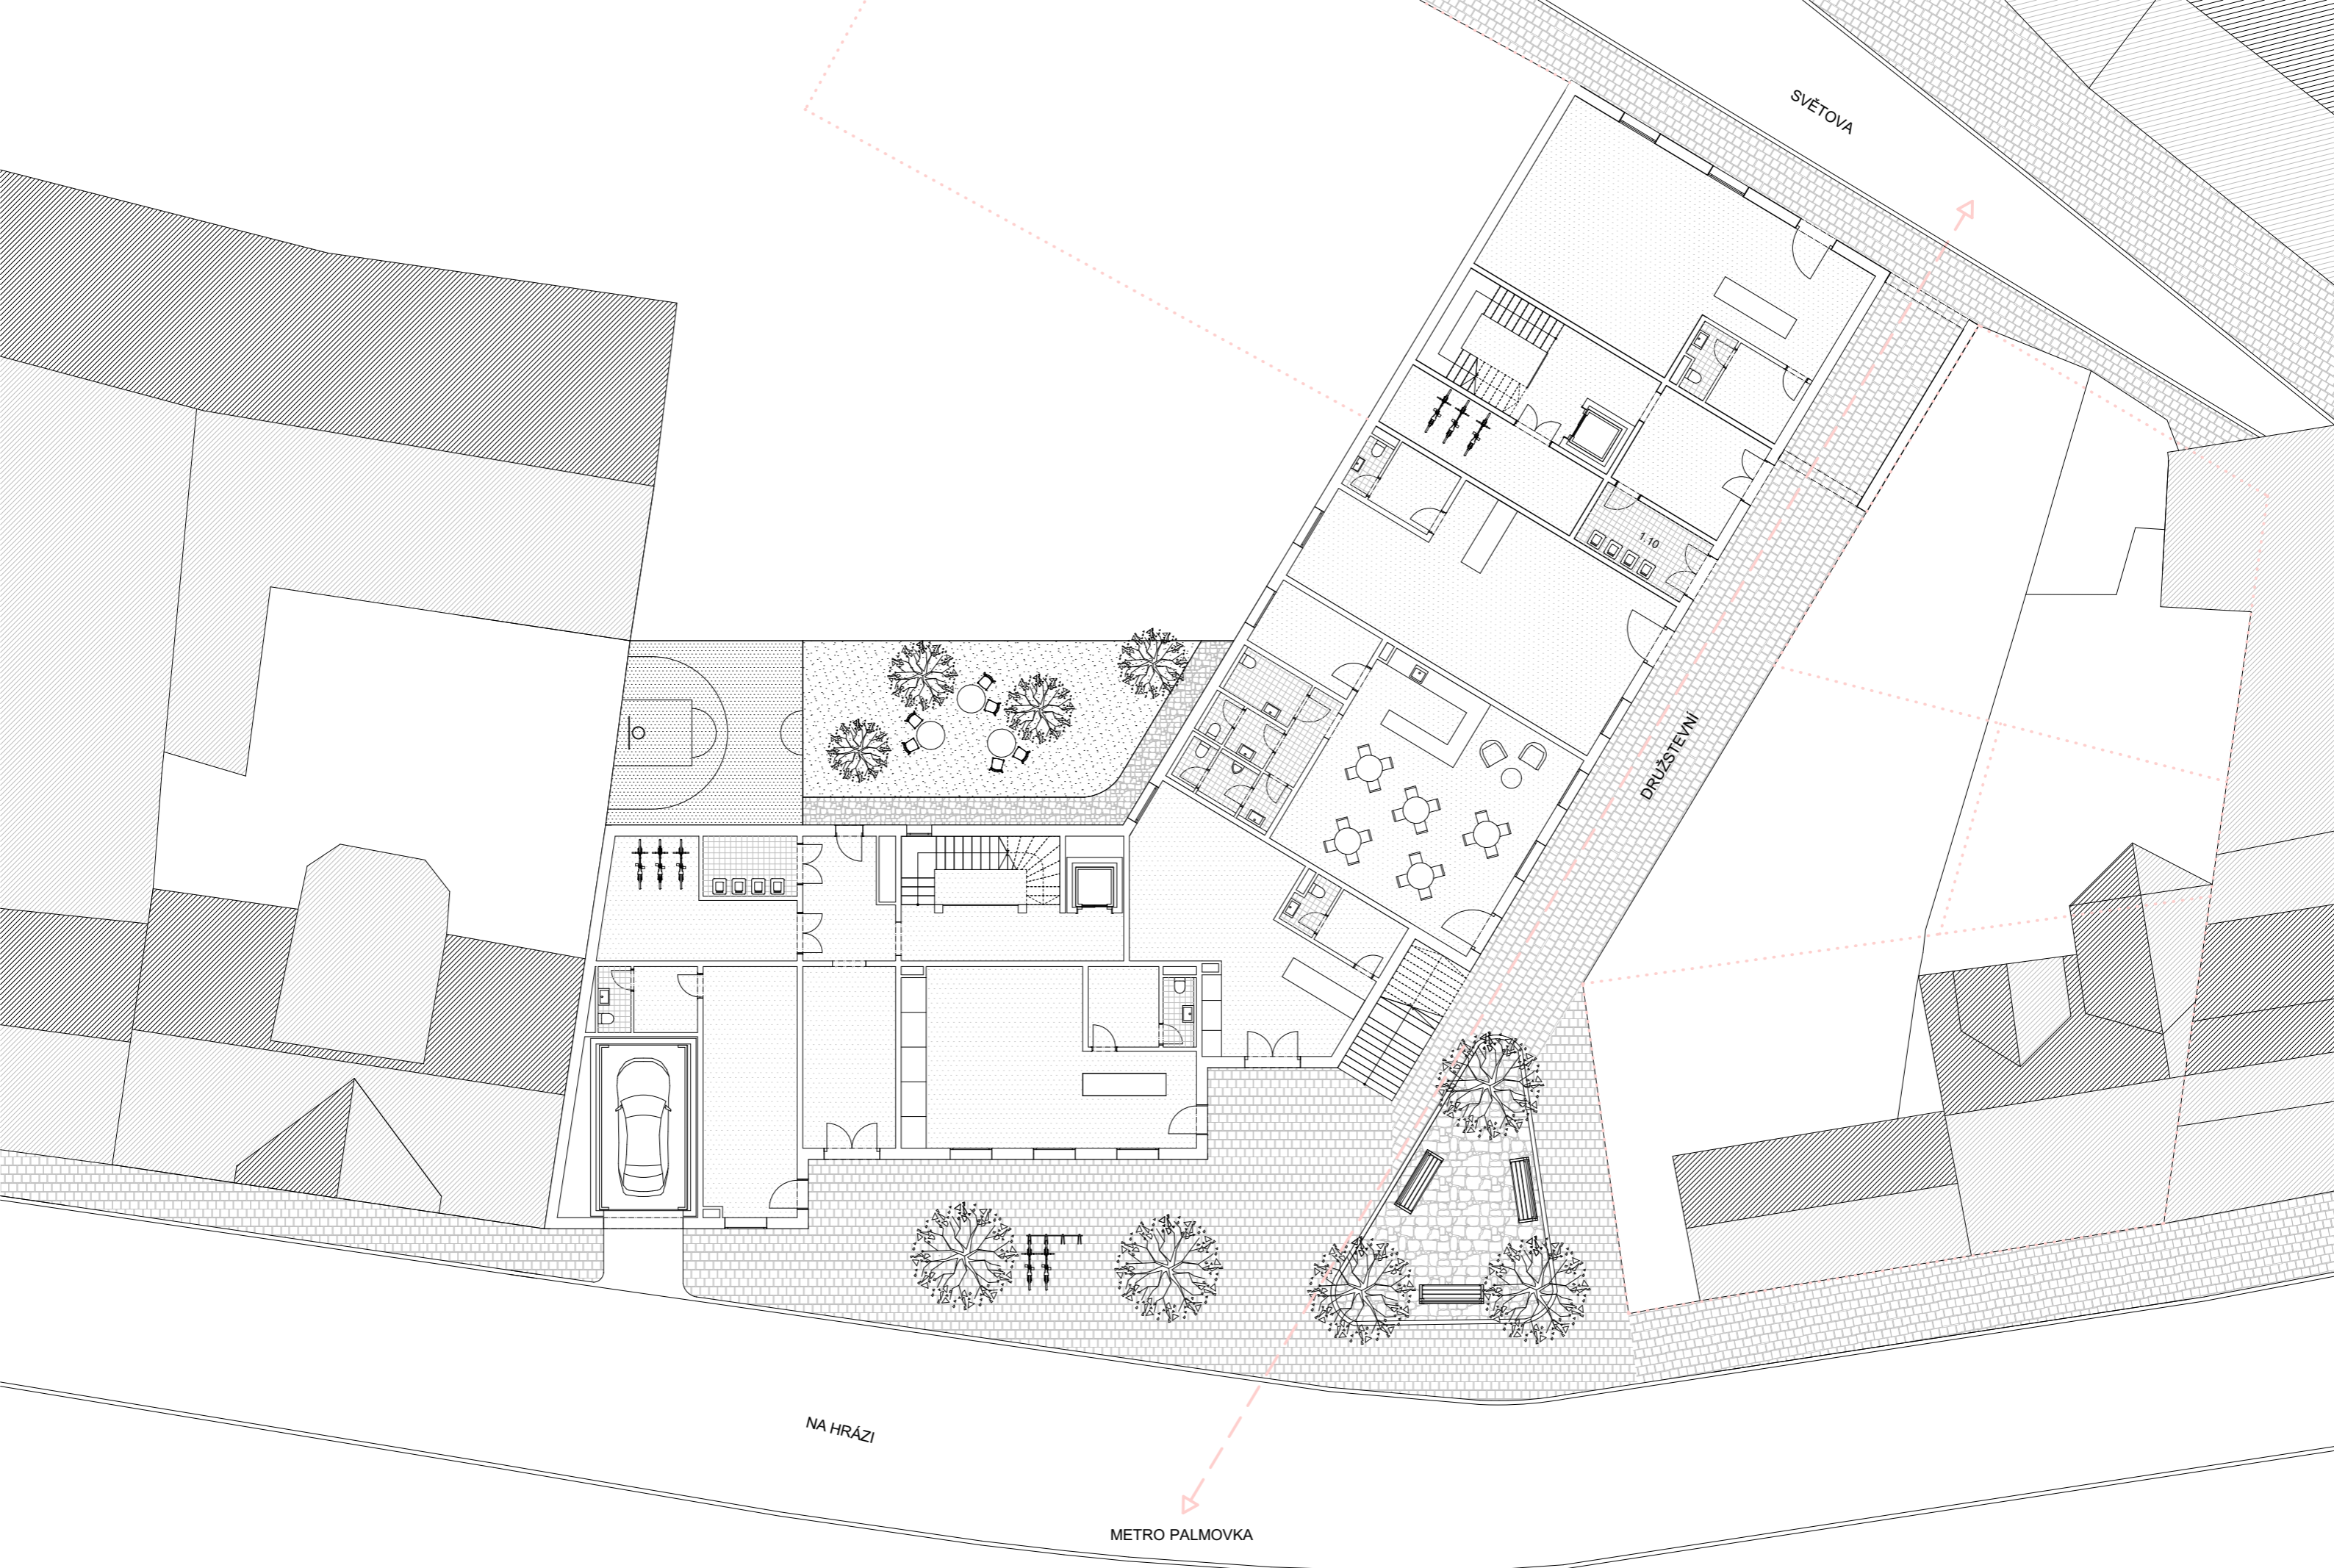 SVĚTOVA
1.10
DRUŽSTEVNÍ
NA HRÁZI
METRO PALMOVKA